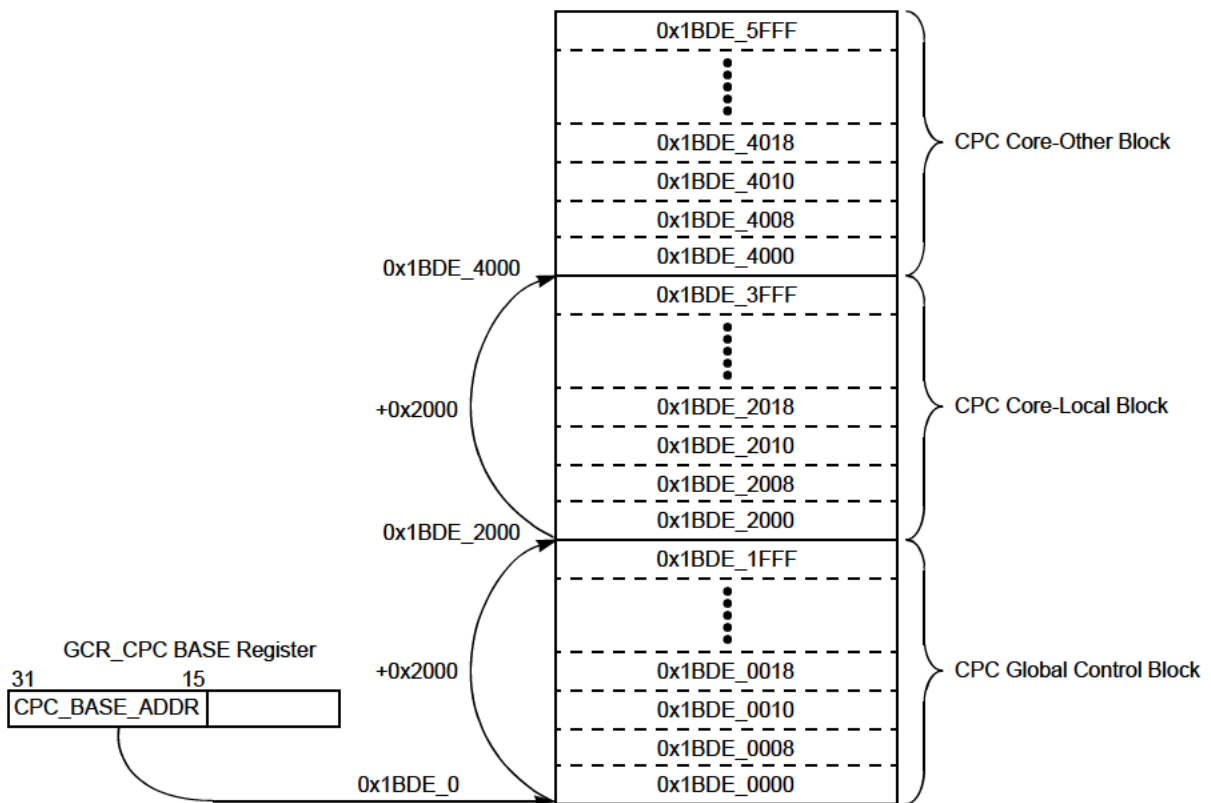 0x1BDE_5FFF
0x1BDE_4018
CPC Core-Other Block
0x1BDE_4010
0x1BDE_4008
0x1BDE_4000
0x1BDE_4000
0x1BDE_3FFF
+0x2000
0x1BDE_2018
CPC Core-Local Block
0x1BDE_2010
0x1BDE_2008
0x1BDE_2000
0x1BDE_2000
0x1BDE_1FFF
GCR_CPC BASE Register
31
15
CPC_BASE_ADDR
+0x2000
0x1BDE_0018
CPC Global Control Block
0x1BDE_0010
0x1BDE_0008
0x1BDE_0
0x1BDE_0000